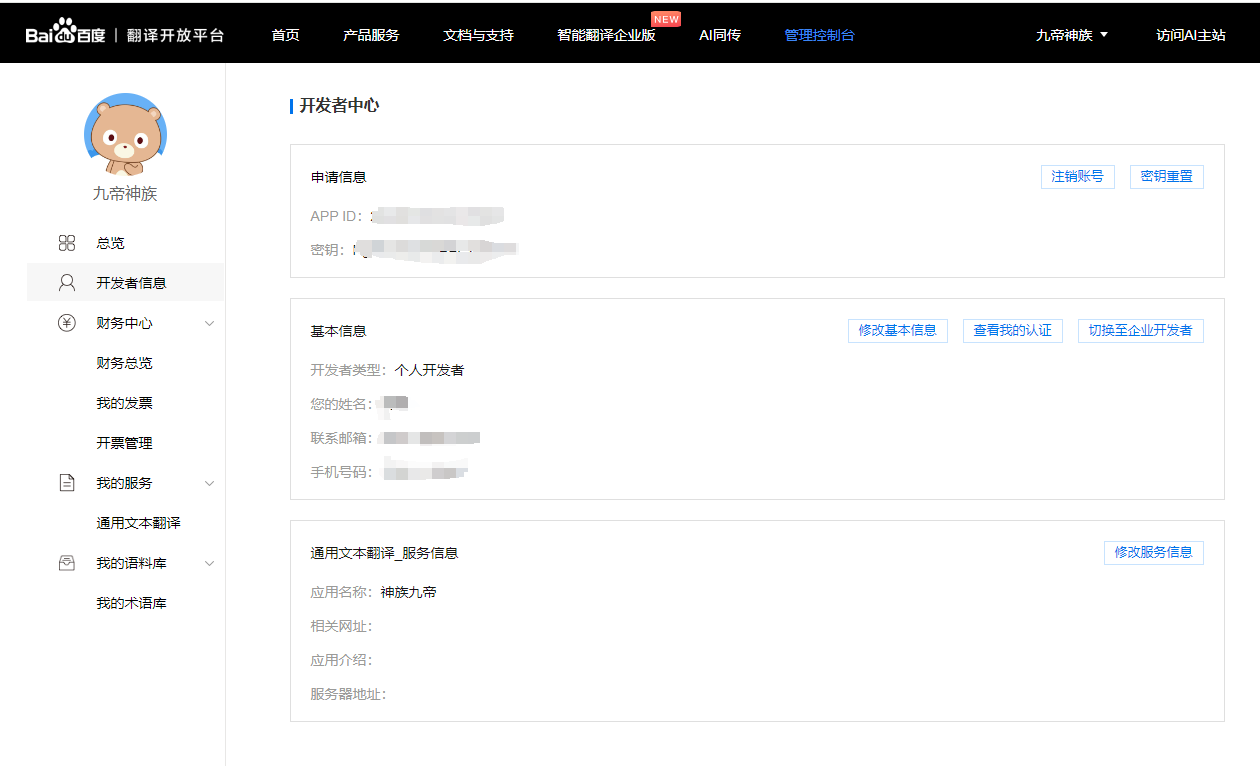 Bai du 百度 | 翻译开放平台 首页 产品服务 文档与支持 智能翻译企业版 NEW AI同传 管理控制台 九帝神族 访问AI主站
九帝神族
总览
开发者信息
财务中心
财务总览
我的发票
开票管理
我的服务
通用文本翻译
我的语料库
我的术语库
开发者中心
申请信息 注销账号 密钥重置
APP ID：
密钥：
基本信息 修改基本信息 查看我的认证 切换至企业开发者
开发者类型：个人开发者
您的姓名：
联系邮箱：
手机号码：
通用文本翻译_服务信息 修改服务信息
应用名称：神族九帝
相关网址：
应用介绍：
服务器地址：